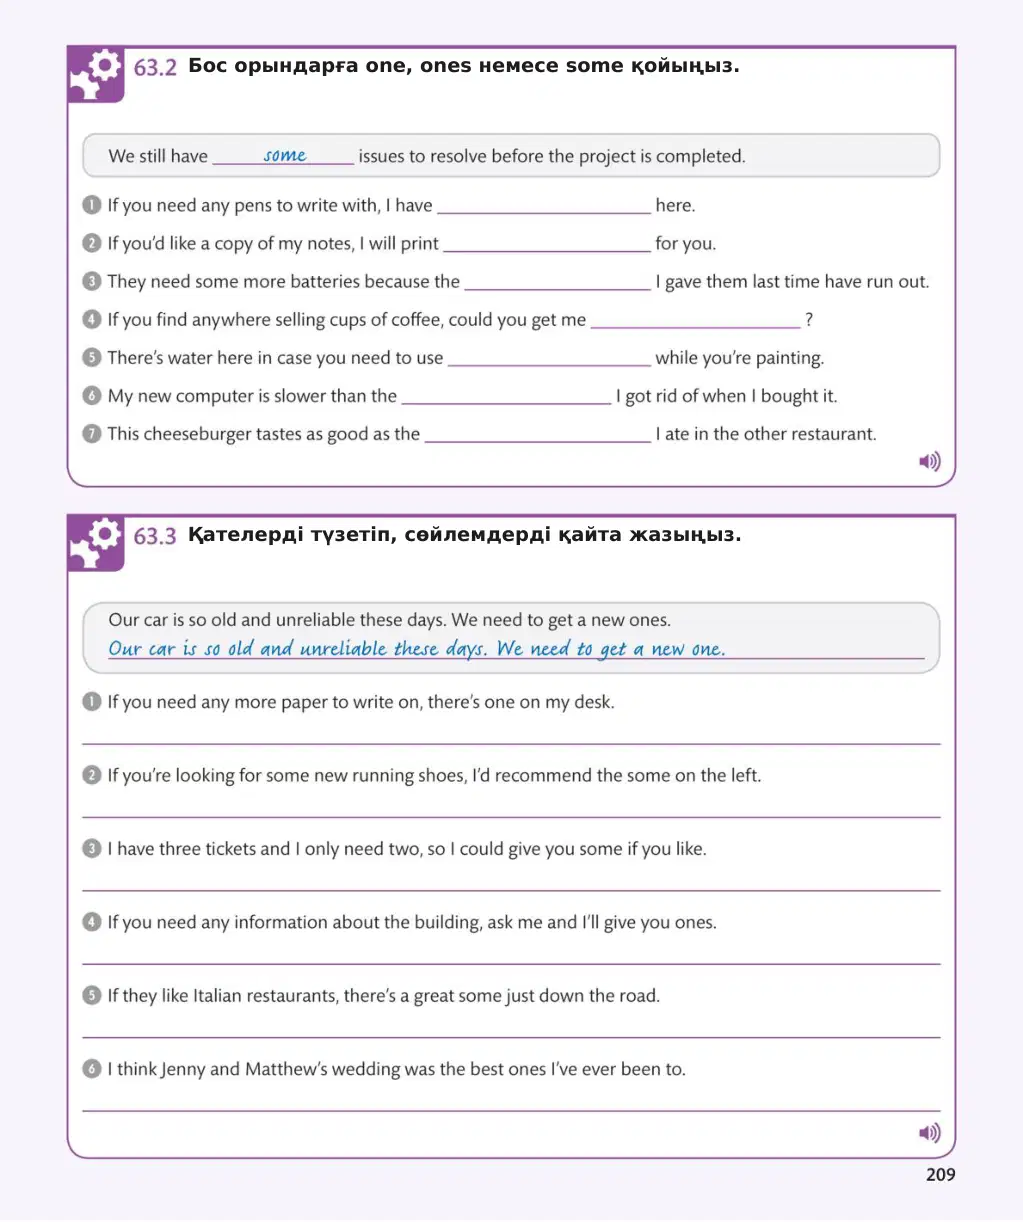 63.2 Бос орындарға one, ones немесе some қойыңыз.
We still have some issues to resolve before the project is completed.
1 If you need any pens to write with, I have ______ here.
2 If you’d like a copy of my notes, I will print ______ for you.
3 They need some more batteries because the ______ I gave them last time have run out.
4 If you find anywhere selling cups of coffee, could you get me ______ ?
5 There’s water here in case you need to use ______ while you’re painting.
6 My new computer is slower than the ______ I got rid of when I bought it.
7 This cheeseburger tastes as good as the ______ I ate in the other restaurant.
63.3 Қателерді түзетіп, сөйлемдерді қайта жазыңыз.
Our car is so old and unreliable these days. We need to get a new ones.
Our car is so old and unreliable these days. We need to get a new one.
1 If you need any more paper to write on, there’s one on my desk.
2 If you’re looking for some new running shoes, I’d recommend the some on the left.
3 I have three tickets and I only need two, so I could give you some if you like.
4 If you need any information about the building, ask me and I’ll give you ones.
5 If they like Italian restaurants, there’s a great some just down the road.
6 I think Jenny and Matthew’s wedding was the best ones I’ve ever been to.
209